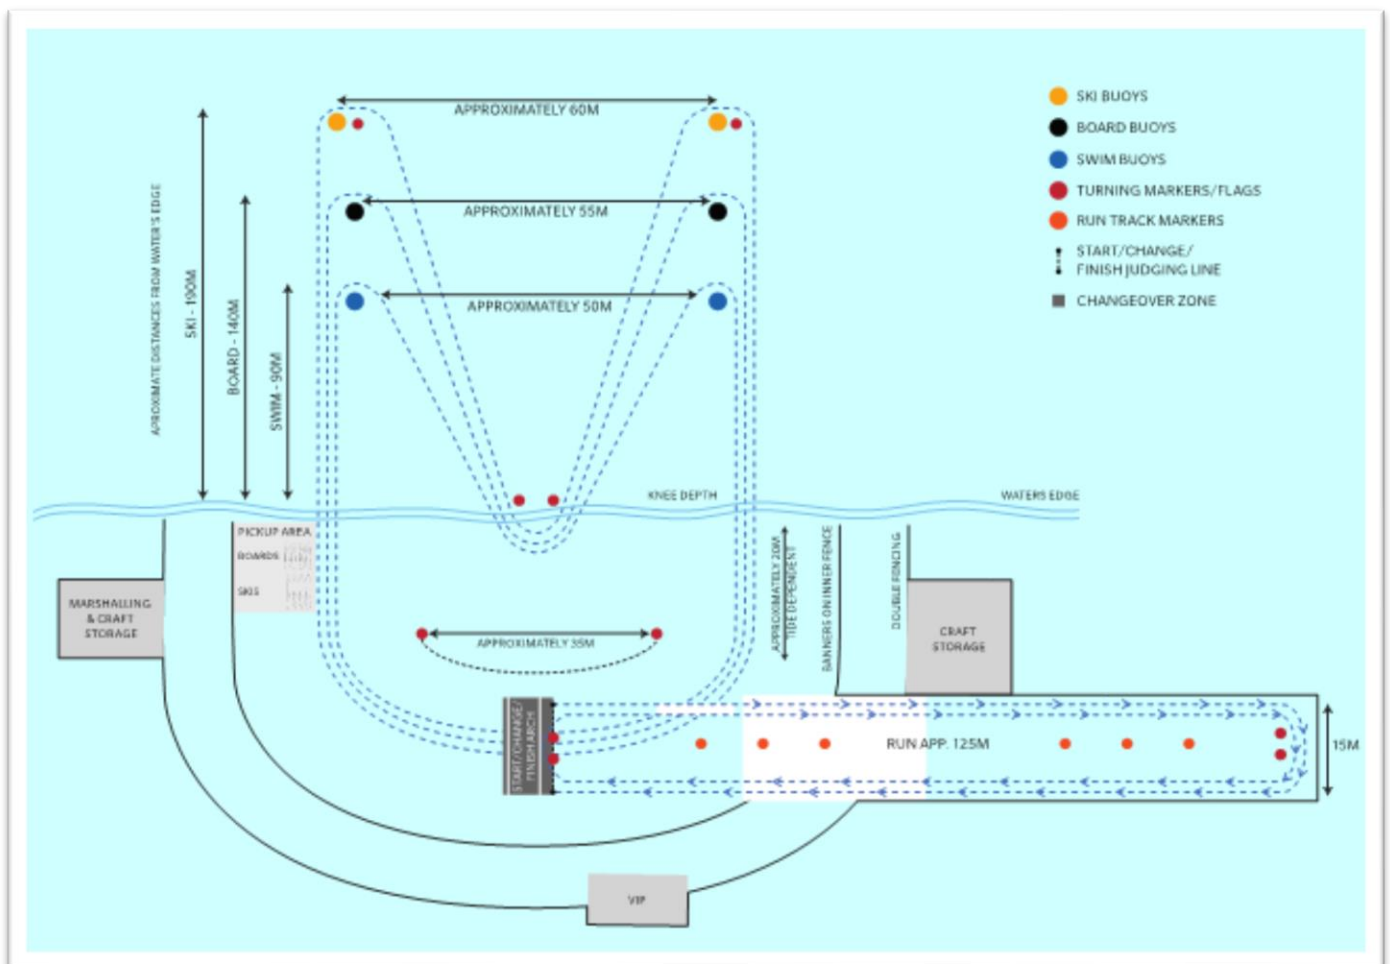 APPROXIMATELY 60M
SKI BUOYS
BOARD BUOYS
SWIM BUOYS
TURNING MARKERS/FLAGS
RUN TRACK MARKERS
START/CHANGE/
FINISH JUDGING LINE
CHANGEOVER ZONE
APPROXIMATELY 55M
APPROXIMATELY 50M
APROXIMATE DISTANCES FROM WATER'S EDGE
SKI - 190M
BOARD - 140M
SWIM - 90M
KNEE DEPTH
WATERS EDGE
PICKUP AREA
BOARDS
SKIS
MARSHALLING
& CRAFT
STORAGE
APPROXIMATELY 35M
APPROXIMATELY 20M
TIDE DEPENDENT
BANNERS ON INNER FENCE
DOUBLE FENCING
CRAFT
STORAGE
START/CHANGE/
FINISH ARCH
RUN APP. 125M
15M
VIP